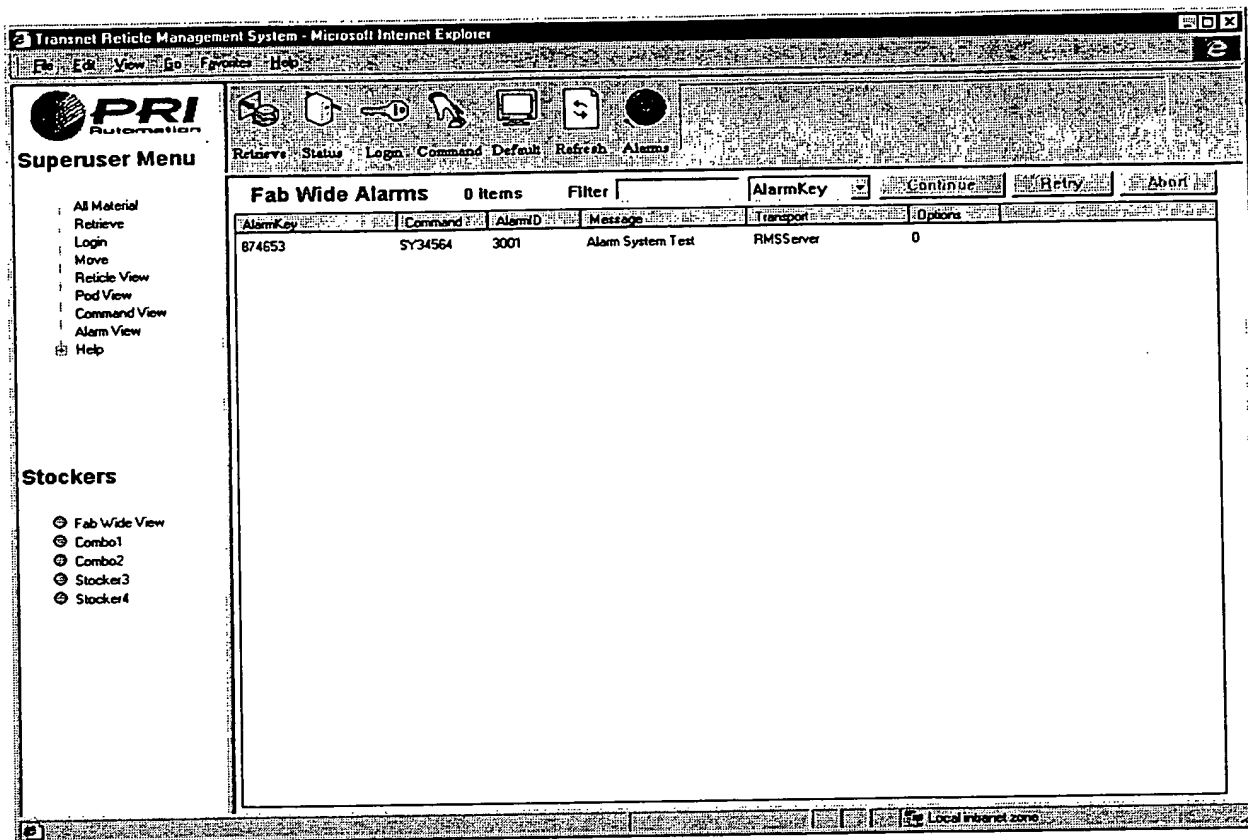 Transnet Reticle Management System - Microsoft Internet Explorer
File Edit View Go Favorites Help
PRI
Automation
Retrieve Status Login Command Default Refresh Alarms
Superuser Menu
All Material
Retrieve
Login
Move
Reticle View
Pod View
Command View
Alarm View
Help
Stockers
Fab Wide View
Combo1
Combo2
Stocker3
Stocker4
Fab Wide Alarms 0 Items Filter AlarmKey Continue Retry Abort
AlarmKey Command AlarmID Message Transport Options
874653 SY34564 3001 Alarm System Test RMSServer 0
Local intranet zone